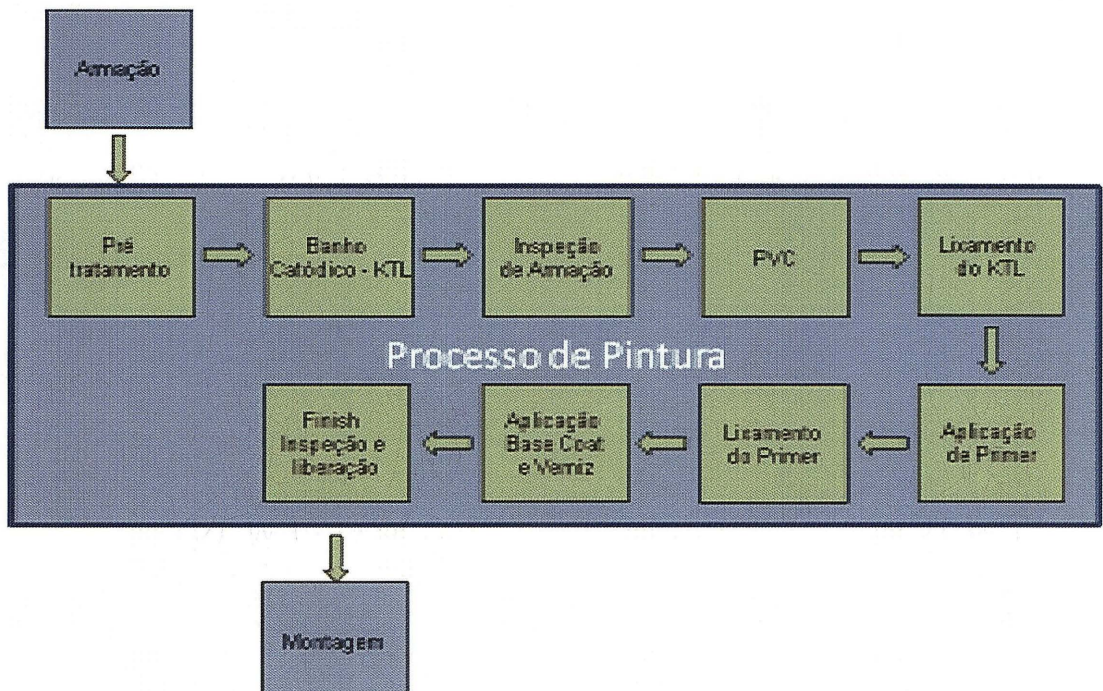 Armação
Pré
tratamento
Banho
Catódico - KTL
Inspeção
de Armação
PVC
Lixamento
do KTL
Processo de Pintura
Finish
Inspeção e
liberação
Aplicação
Base Coat
e Verniz
Lixamento
do Primer
Aplicação
de Primer
Montagem